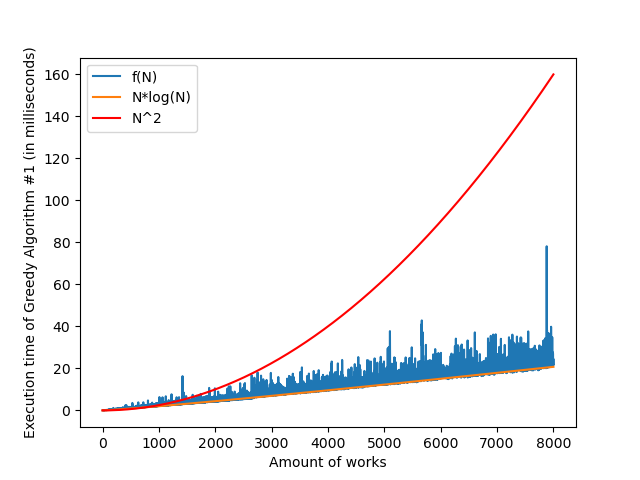 f(N)
N*log(N)
N^2
Execution time of Greedy Algorithm #1 (in milliseconds)
160
140
120
100
80
60
40
20
0
0 1000 2000 3000 4000 5000 6000 7000 8000
Amount of works